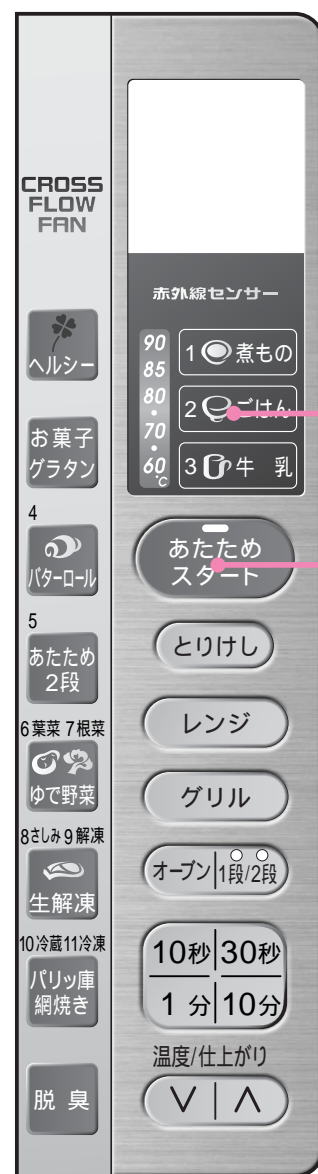 CROSS
FLOW
FAN
ヘルシー
お菓子
グラタン
4
バターロール
5
あたため
2段
6葉菜 7根菜
ゆで野菜
8さしみ 9解凍
生解凍
10冷蔵 11冷凍
パリッ庫
網焼き
脱 臭
赤外線センサー
90
85
80
・
70
・
60
℃
1 煮もの
2 ごはん
3 牛 乳
あたため
スタート
とりけし
レンジ
グリル
オーブン 1段/2段
10秒 30秒
1 分 10分
温度/仕上がり
∨ ∧